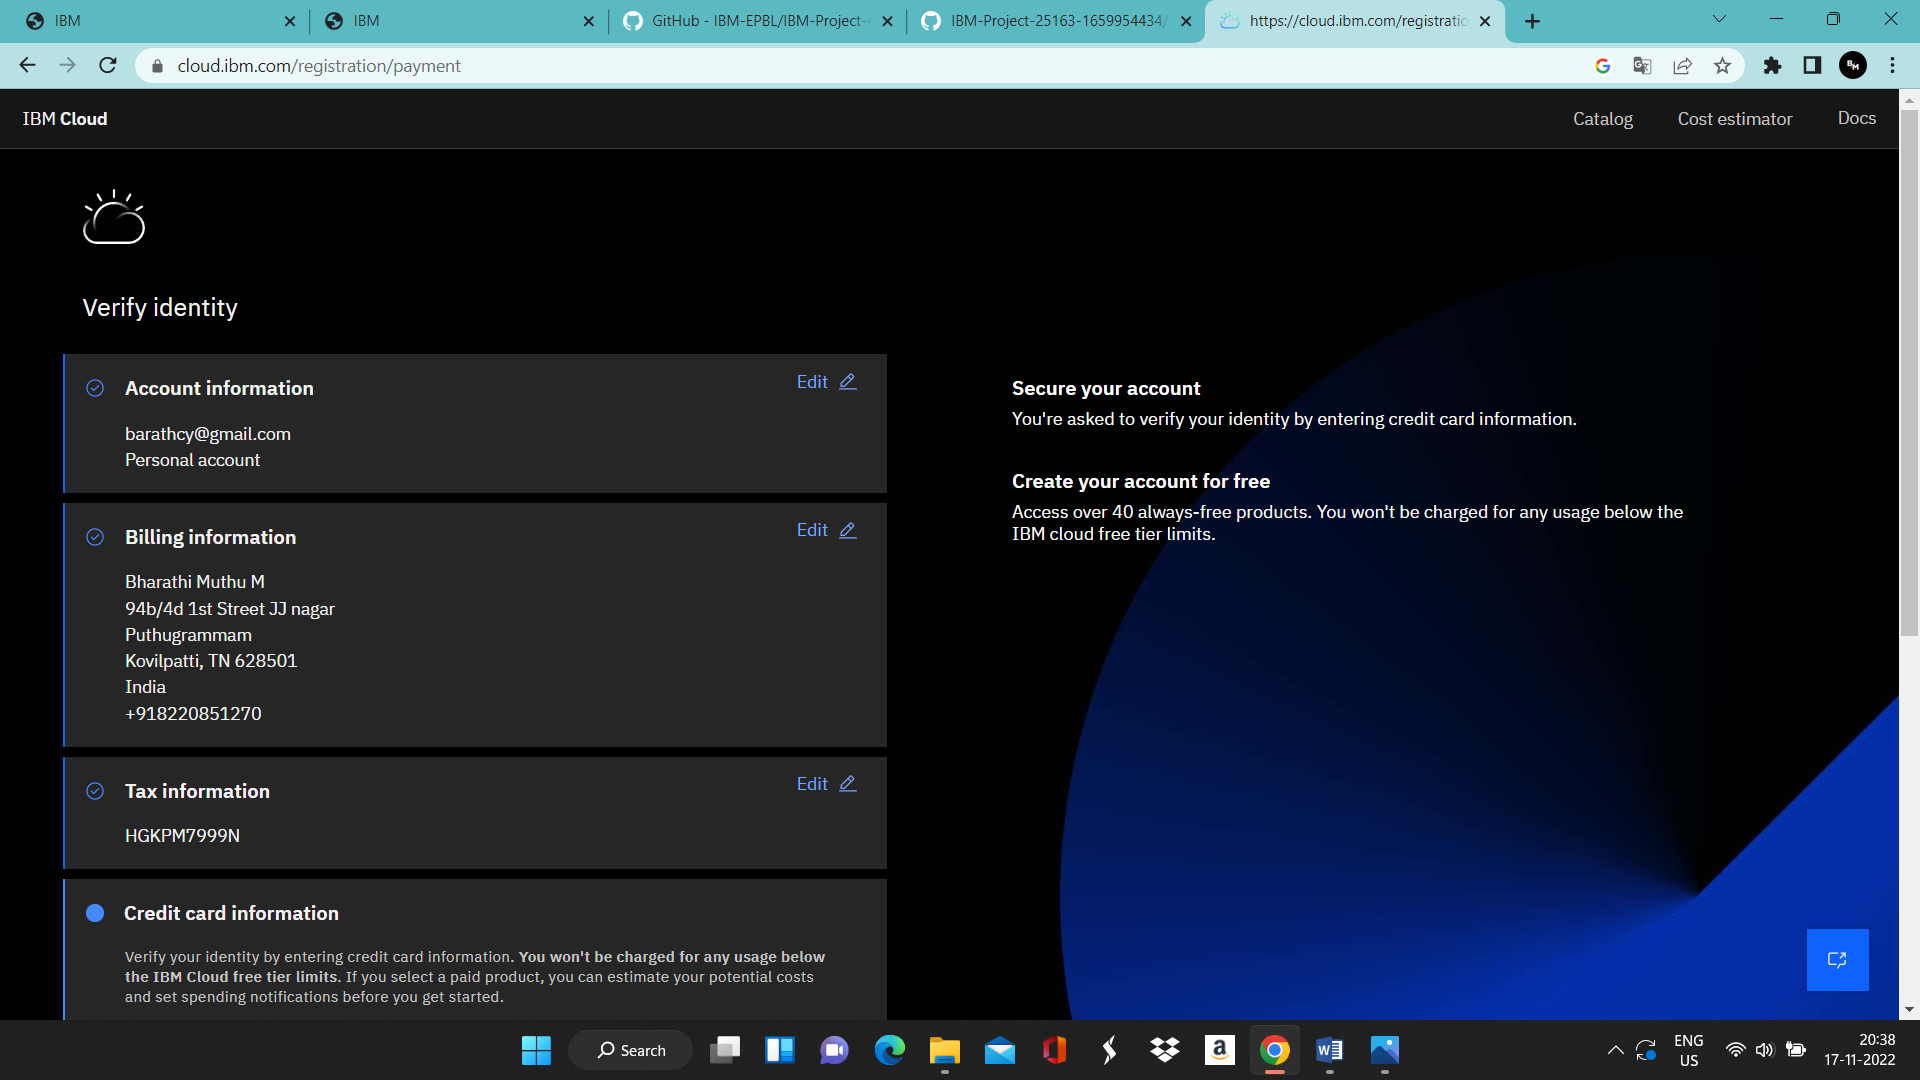 IBM
IBM
GitHub - IBM-EPBL/IBM-Project-
IBM-Project-25163-1659954434/
https://cloud.ibm.com/registratio
cloud.ibm.com/registration/payment
BM
IBM Cloud
Catalog
Cost estimator
Docs
Verify identity
Account information
Edit
barathcy@gmail.com
Personal account
Billing information
Edit
Bharathi Muthu M
94b/4d 1st Street JJ nagar
Puthugrammam
Kovilpatti, TN 628501
India
+918220851270
Tax information
Edit
HGKPM7999N
Credit card information
Verify your identity by entering credit card information. You won't be charged for any usage below
the IBM Cloud free tier limits. If you select a paid product, you can estimate your potential costs
and set spending notifications before you get started.
Secure your account
You're asked to verify your identity by entering credit card information.
Create your account for free
Access over 40 always-free products. You won't be charged for any usage below the
IBM cloud free tier limits.
Search
ENG
US
20:38
17-11-2022